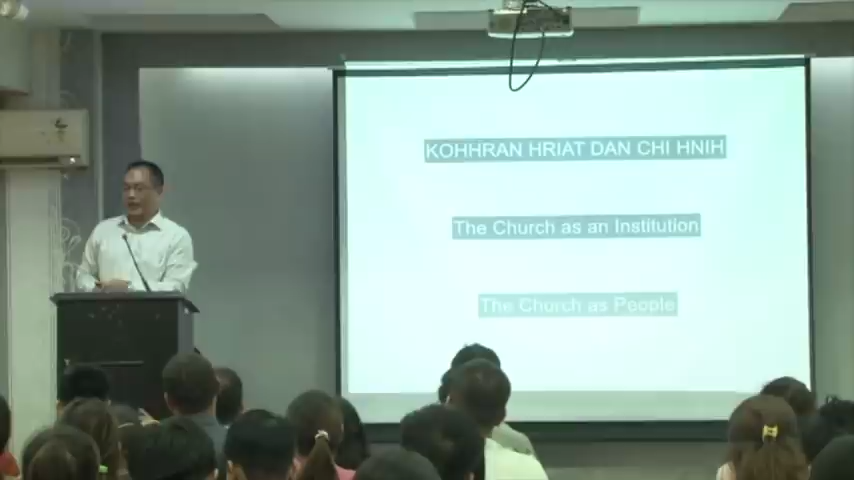 KOHHRAN HRIAT DAN CHI HNIH
The Church as an Institution
The Church as People